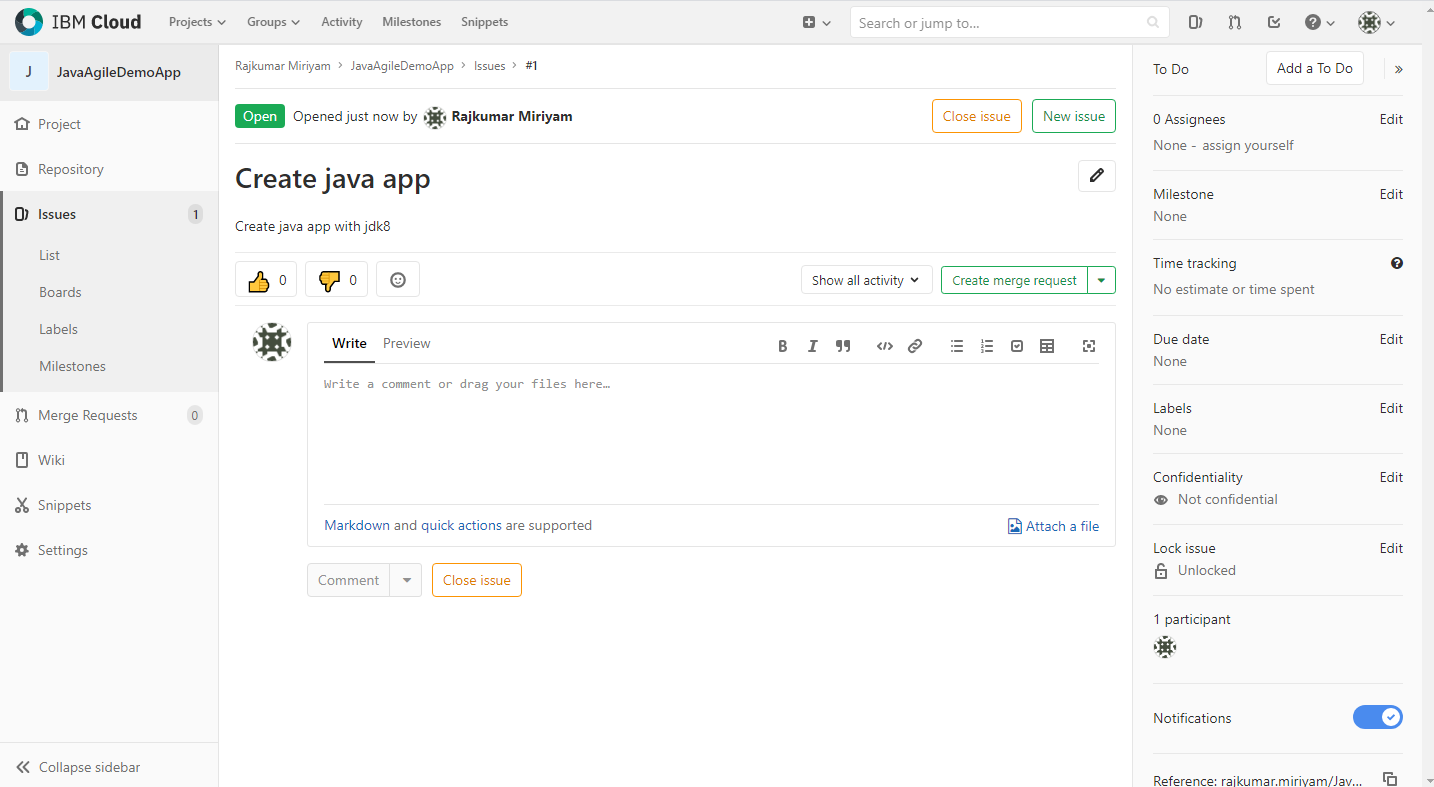 IBM Cloud Projects Groups Activity Milestones Snippets Search or jump to...
J JavaAgileDemoApp
Project
Repository
Issues 1
List
Boards
Labels
Milestones
Merge Requests 0
Wiki
Snippets
Settings
Collapse sidebar
Rajkumar Miriyam > JavaAgileDemoApp > Issues > #1
Open Opened just now by Rajkumar Miriyam Close issue New issue
Create java app
Create java app with jdk8
0 0 Show all activity Create merge request
Write Preview
Write a comment or drag your files here…
Markdown and quick actions are supported Attach a file
Comment Close issue
To Do Add a To Do »
0 Assignees Edit
None - assign yourself
Milestone Edit
None
Time tracking
No estimate or time spent
Due date Edit
None
Labels Edit
None
Confidentiality Edit
Not confidential
Lock issue Edit
Unlocked
1 participant
Notifications
Reference: rajkumar.miriyam/Jav...